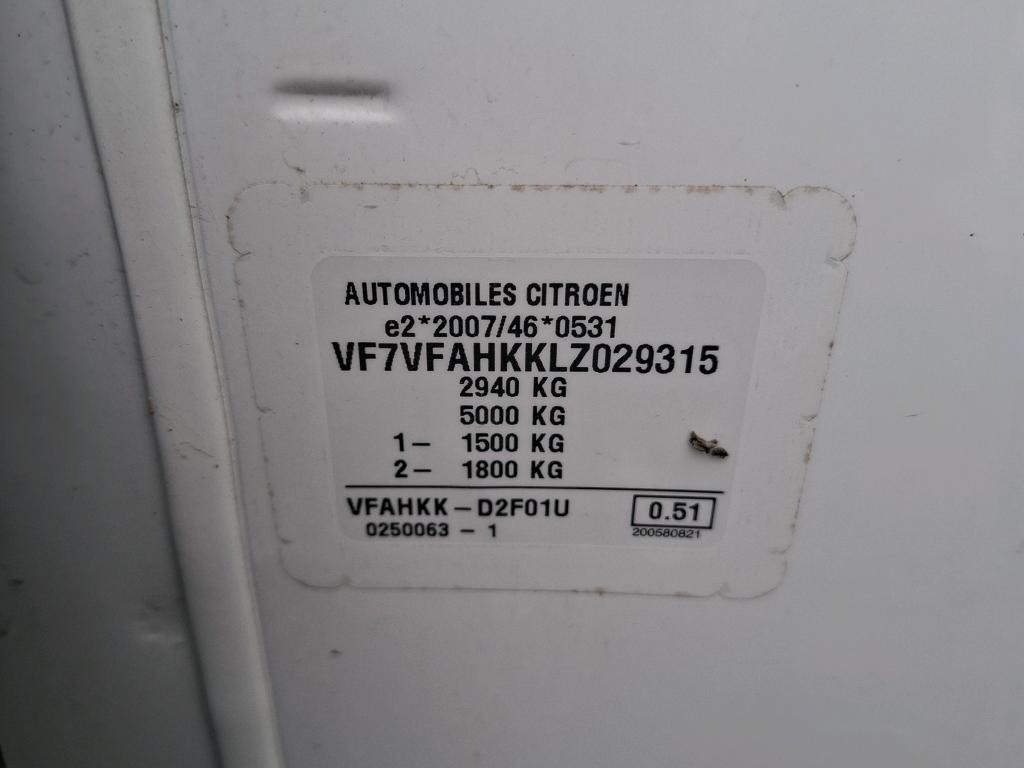 AUTOMOBILES CITROEN
e2*2007/46*0531
VF7VFAHKKLZ029315
2940 KG
5000 KG
1- 1500 KG
2- 1800 KG
VFAHKK-D2F01U
0.51
0250063 - 1
200580821